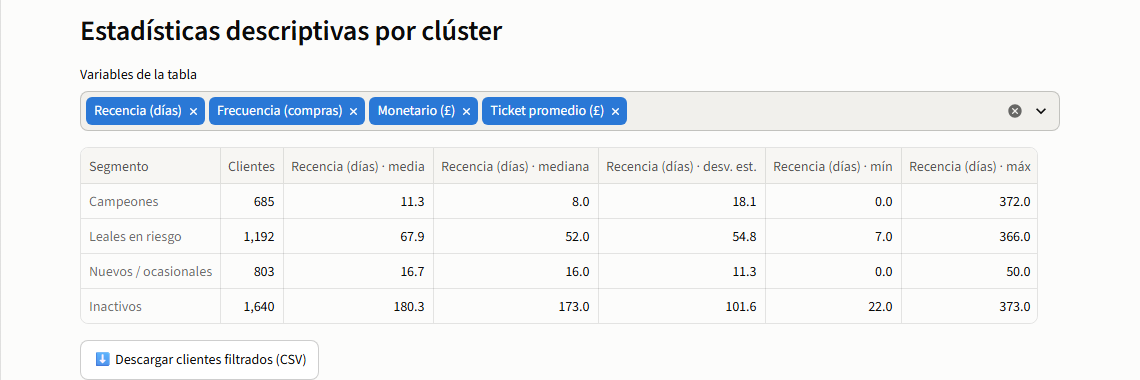 Estadísticas descriptivas por clúster
Variables de la tabla
Recencia (días) × Frecuencia (compras) × Monetario (£) × Ticket promedio (£) ×
Segmento Clientes Recencia (días) · media Recencia (días) · mediana Recencia (días) · desv. est. Recencia (días) · mín Recencia (días) · máx
Campeones 685 11.3 8.0 18.1 0.0 372.0
Leales en riesgo 1,192 67.9 52.0 54.8 7.0 366.0
Nuevos / ocasionales 803 16.7 16.0 11.3 0.0 50.0
Inactivos 1,640 180.3 173.0 101.6 22.0 373.0
Descargar clientes filtrados (CSV)